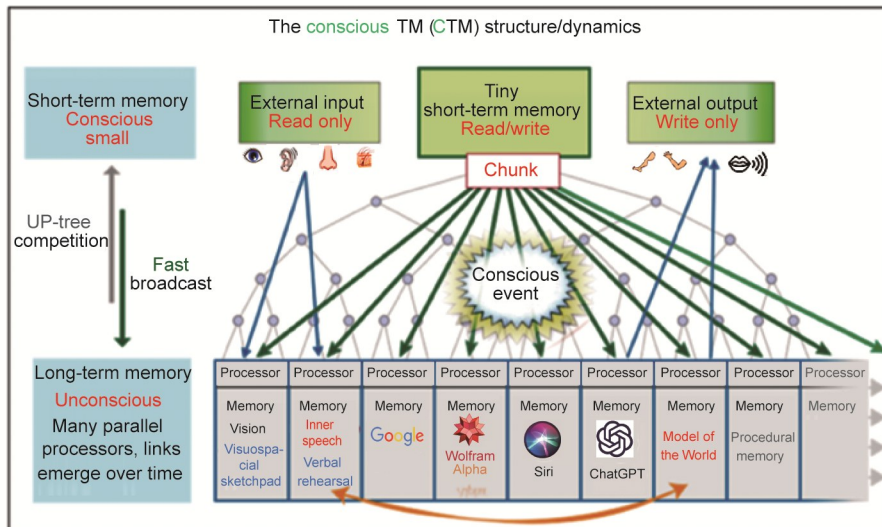 The conscious TM (CTM) structure/dynamics
Short-term memory
Conscious
small
External input
Read only
Tiny
short-term memory
Read/write
External output
Write only
Chunk
UP-tree
competition
Fast
broadcast
Conscious
event
Long-term memory
Unconscious
Many parallel
processors, links
emerge over time
Processor
Processor
Processor
Processor
Processor
Processor
Processor
Processor
Processor
Memory
Vision
Visuospa-
cial
sketchpad
Memory
Inner
speech
Verbal
rehearsal
Memory
Google
Memory
Wolfram
Alpha
Memory
Siri
Memory
ChatGPT
Memory
Model of
the World
Memory
Procedural
memory
Memory